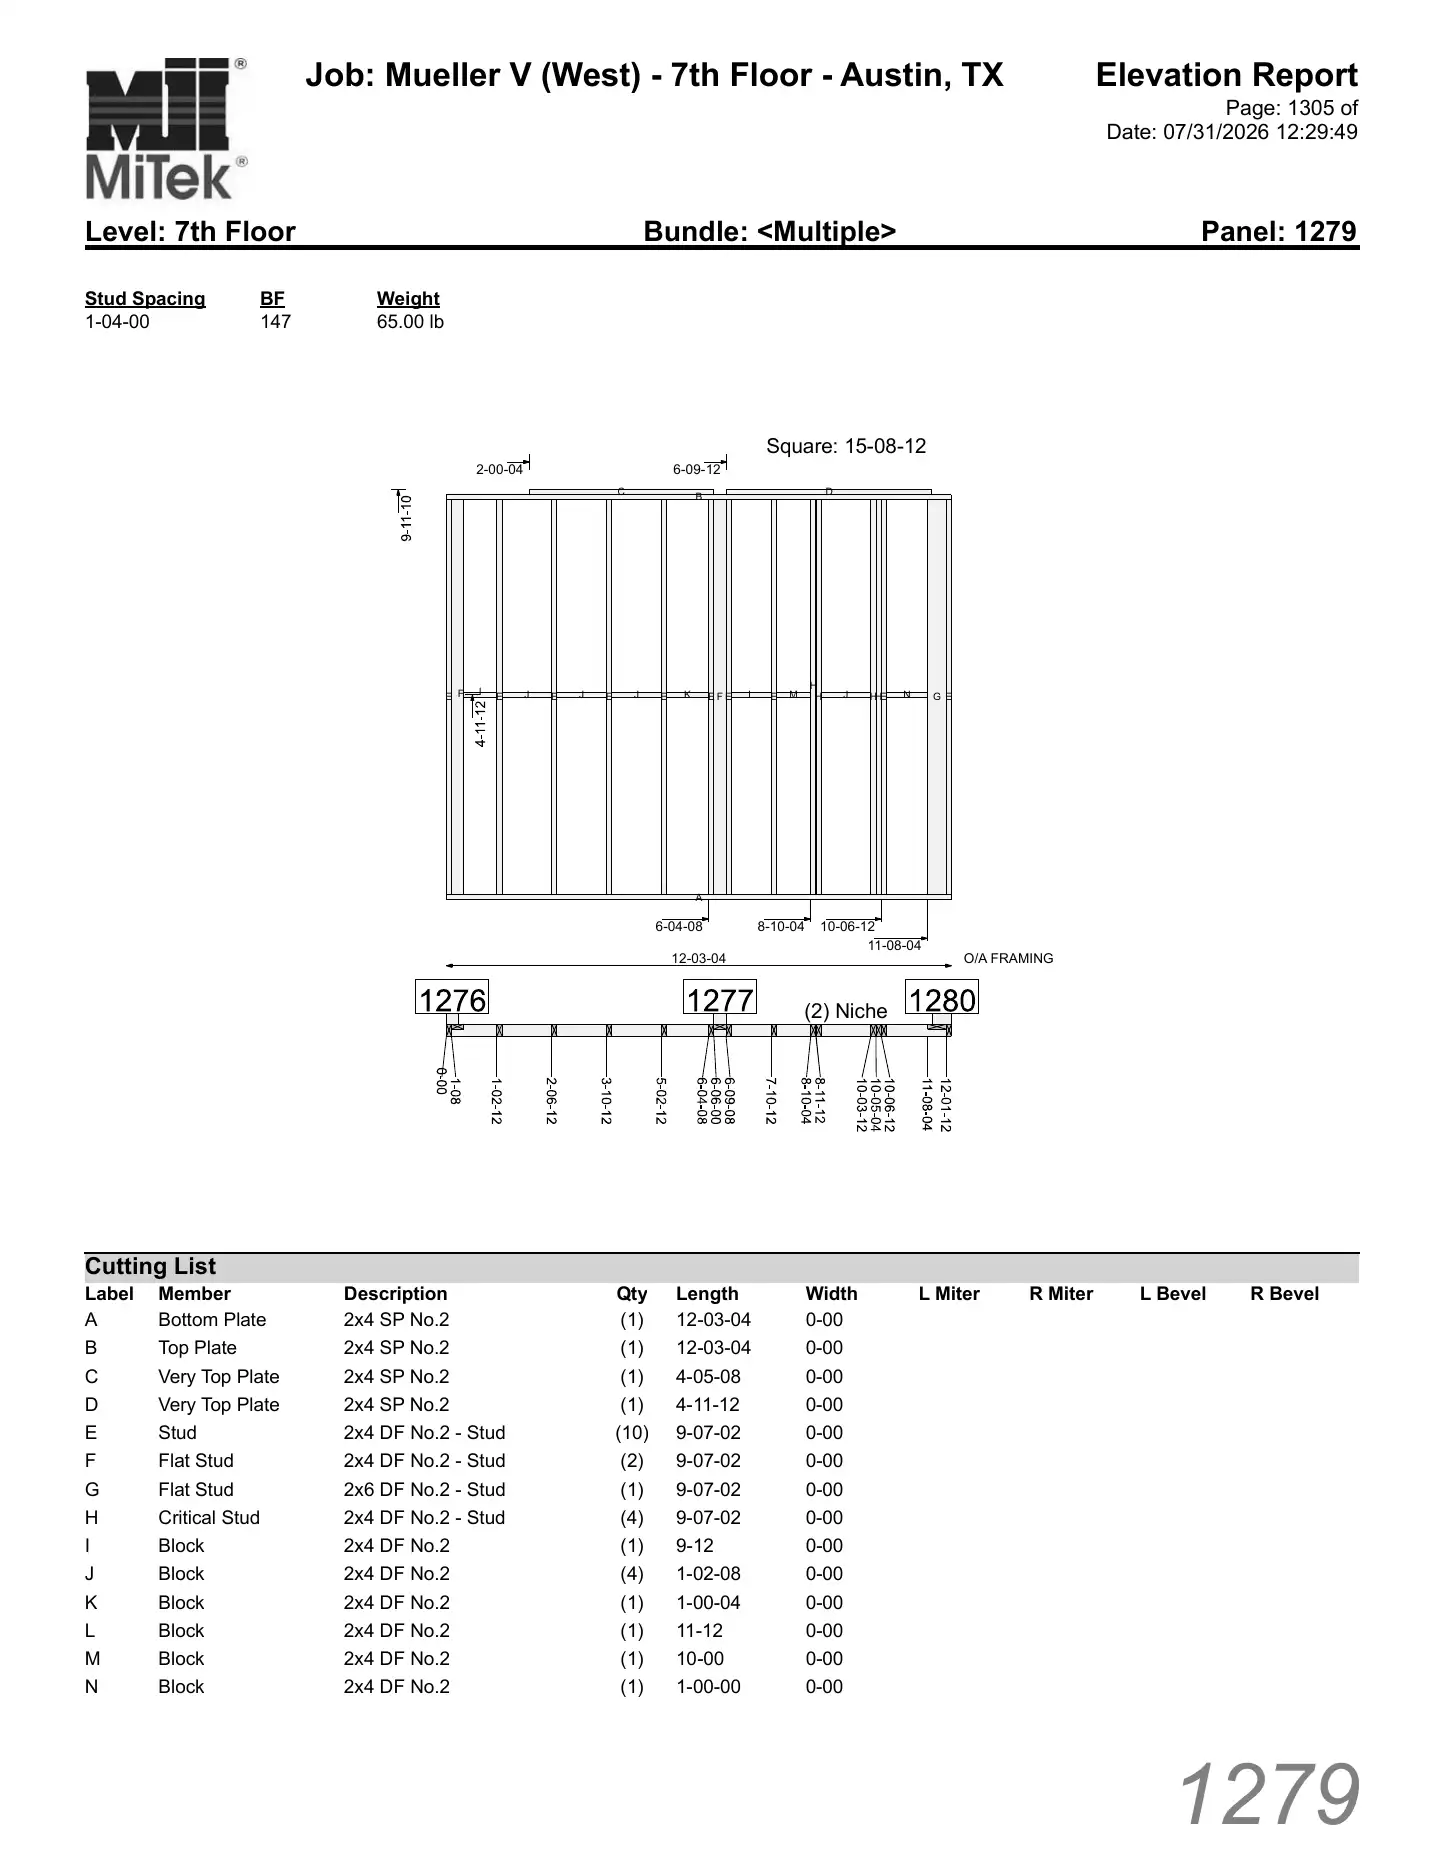 Job: Mueller V (West) - 7th Floor - Austin, TX
Elevation Report
Page: 1305 of
Date: 07/31/2026 12:29:49
MiTek®
Level: 7th Floor Bundle: <Multiple> Panel: 1279
Stud Spacing BF Weight
1-04-00 147 65.00 lb
Square: 15-08-12
2-00-04 6-09-12
C B D
9-11-10
E F L E J E J E J E K E F E I E M H H J H E N G E
4-11-12
A
6-04-08 8-10-04 10-06-12
11-08-04
12-03-04 O/A FRAMING
1276 1277 (2) Niche 1280
0-00 1-08 1-02-12 2-06-12 3-10-12 5-02-12 6-04-08 6-06-00 6-09-08 7-10-12 8-10-04 8-11-12 10-03-12 10-05-04 10-06-12 11-08-04 12-01-12
Cutting List
Label Member Description Qty Length Width L Miter R Miter L Bevel R Bevel
A Bottom Plate 2x4 SP No.2 (1) 12-03-04 0-00
B Top Plate 2x4 SP No.2 (1) 12-03-04 0-00
C Very Top Plate 2x4 SP No.2 (1) 4-05-08 0-00
D Very Top Plate 2x4 SP No.2 (1) 4-11-12 0-00
E Stud 2x4 DF No.2 - Stud (10) 9-07-02 0-00
F Flat Stud 2x4 DF No.2 - Stud (2) 9-07-02 0-00
G Flat Stud 2x6 DF No.2 - Stud (1) 9-07-02 0-00
H Critical Stud 2x4 DF No.2 - Stud (4) 9-07-02 0-00
I Block 2x4 DF No.2 (1) 9-12 0-00
J Block 2x4 DF No.2 (4) 1-02-08 0-00
K Block 2x4 DF No.2 (1) 1-00-04 0-00
L Block 2x4 DF No.2 (1) 11-12 0-00
M Block 2x4 DF No.2 (1) 10-00 0-00
N Block 2x4 DF No.2 (1) 1-00-00 0-00
1279